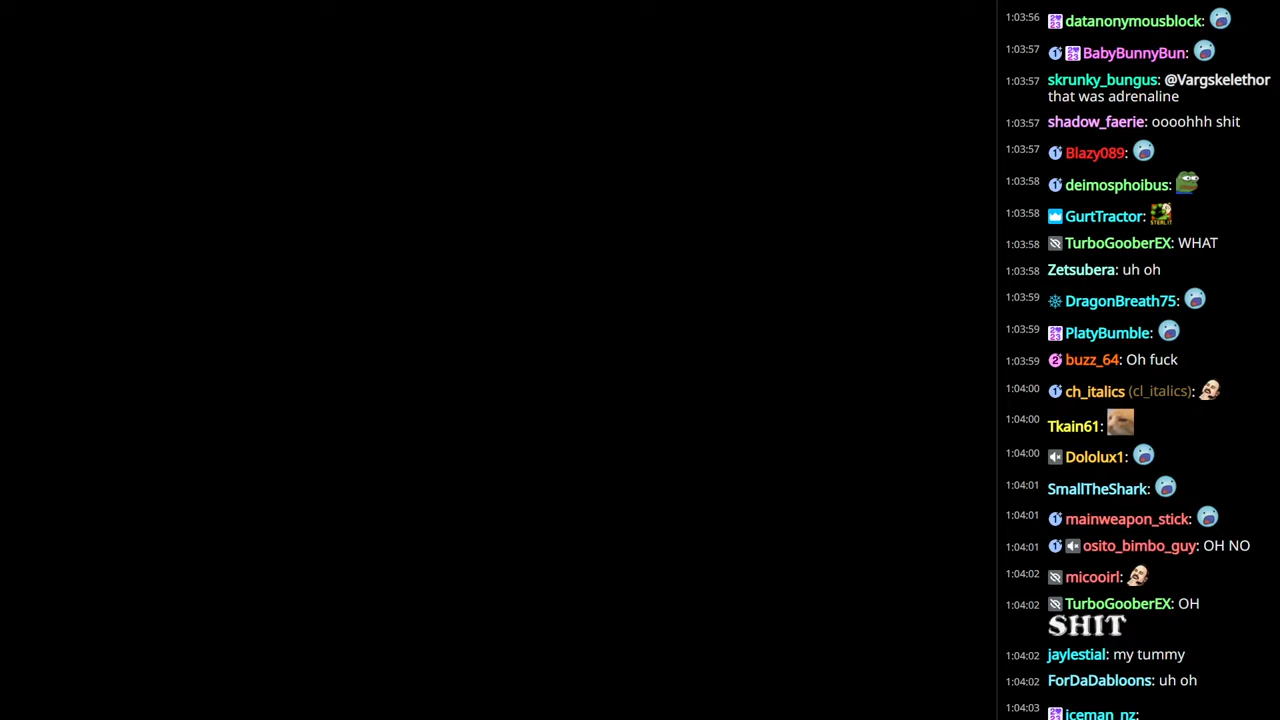 1:03:56 datanonymousblock:
1:03:57 BabyBunnyBun:
1:03:57 skrunky_bungus: @Vargskelethor
that was adrenaline
1:03:57 shadow_faerie: oooohhh shit
1:03:57 Blazy089:
1:03:58 deimosphoibus:
1:03:58 GurtTractor: STEAL IT
1:03:58 TurboGooberEX: WHAT
1:03:58 Zetsubera: uh oh
1:03:59 DragonBreath75:
1:03:59 PlatyBumble:
1:03:59 buzz_64: Oh fuck
1:04:00 ch_italics (cl_italics):
1:04:00 Tkain61:
1:04:00 Dololux1:
1:04:01 SmallTheShark:
1:04:01 mainweapon_stick:
1:04:01 osito_bimbo_guy: OH NO
1:04:02 micooirl:
1:04:02 TurboGooberEX: OH
SHIT
1:04:02 jaylestial: my tummy
1:04:02 ForDaDabloons: uh oh
1:04:03 iceman_nz: